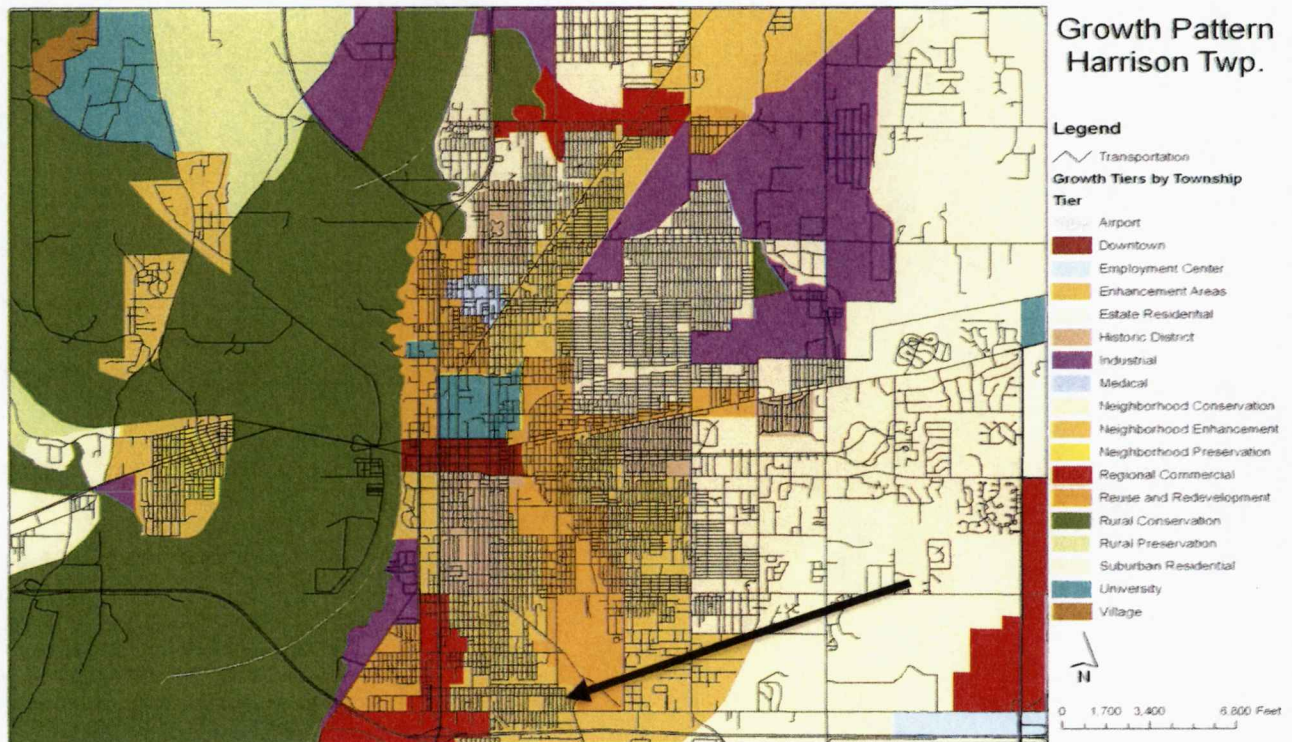 Growth Pattern
Harrison Twp.
Legend
Transportation
Growth Tiers by Township
Tier
Airport
Downtown
Employment Center
Enhancement Areas
Estate Residential
Historic District
Industrial
Medical
Neighborhood Conservation
Neighborhood Enhancement
Neighborhood Preservation
Regional Commercial
Reuse and Redevelopment
Rural Conservation
Rural Preservation
Suburban Residential
University
Village
N
0 1,700 3,400 6,800 Feet